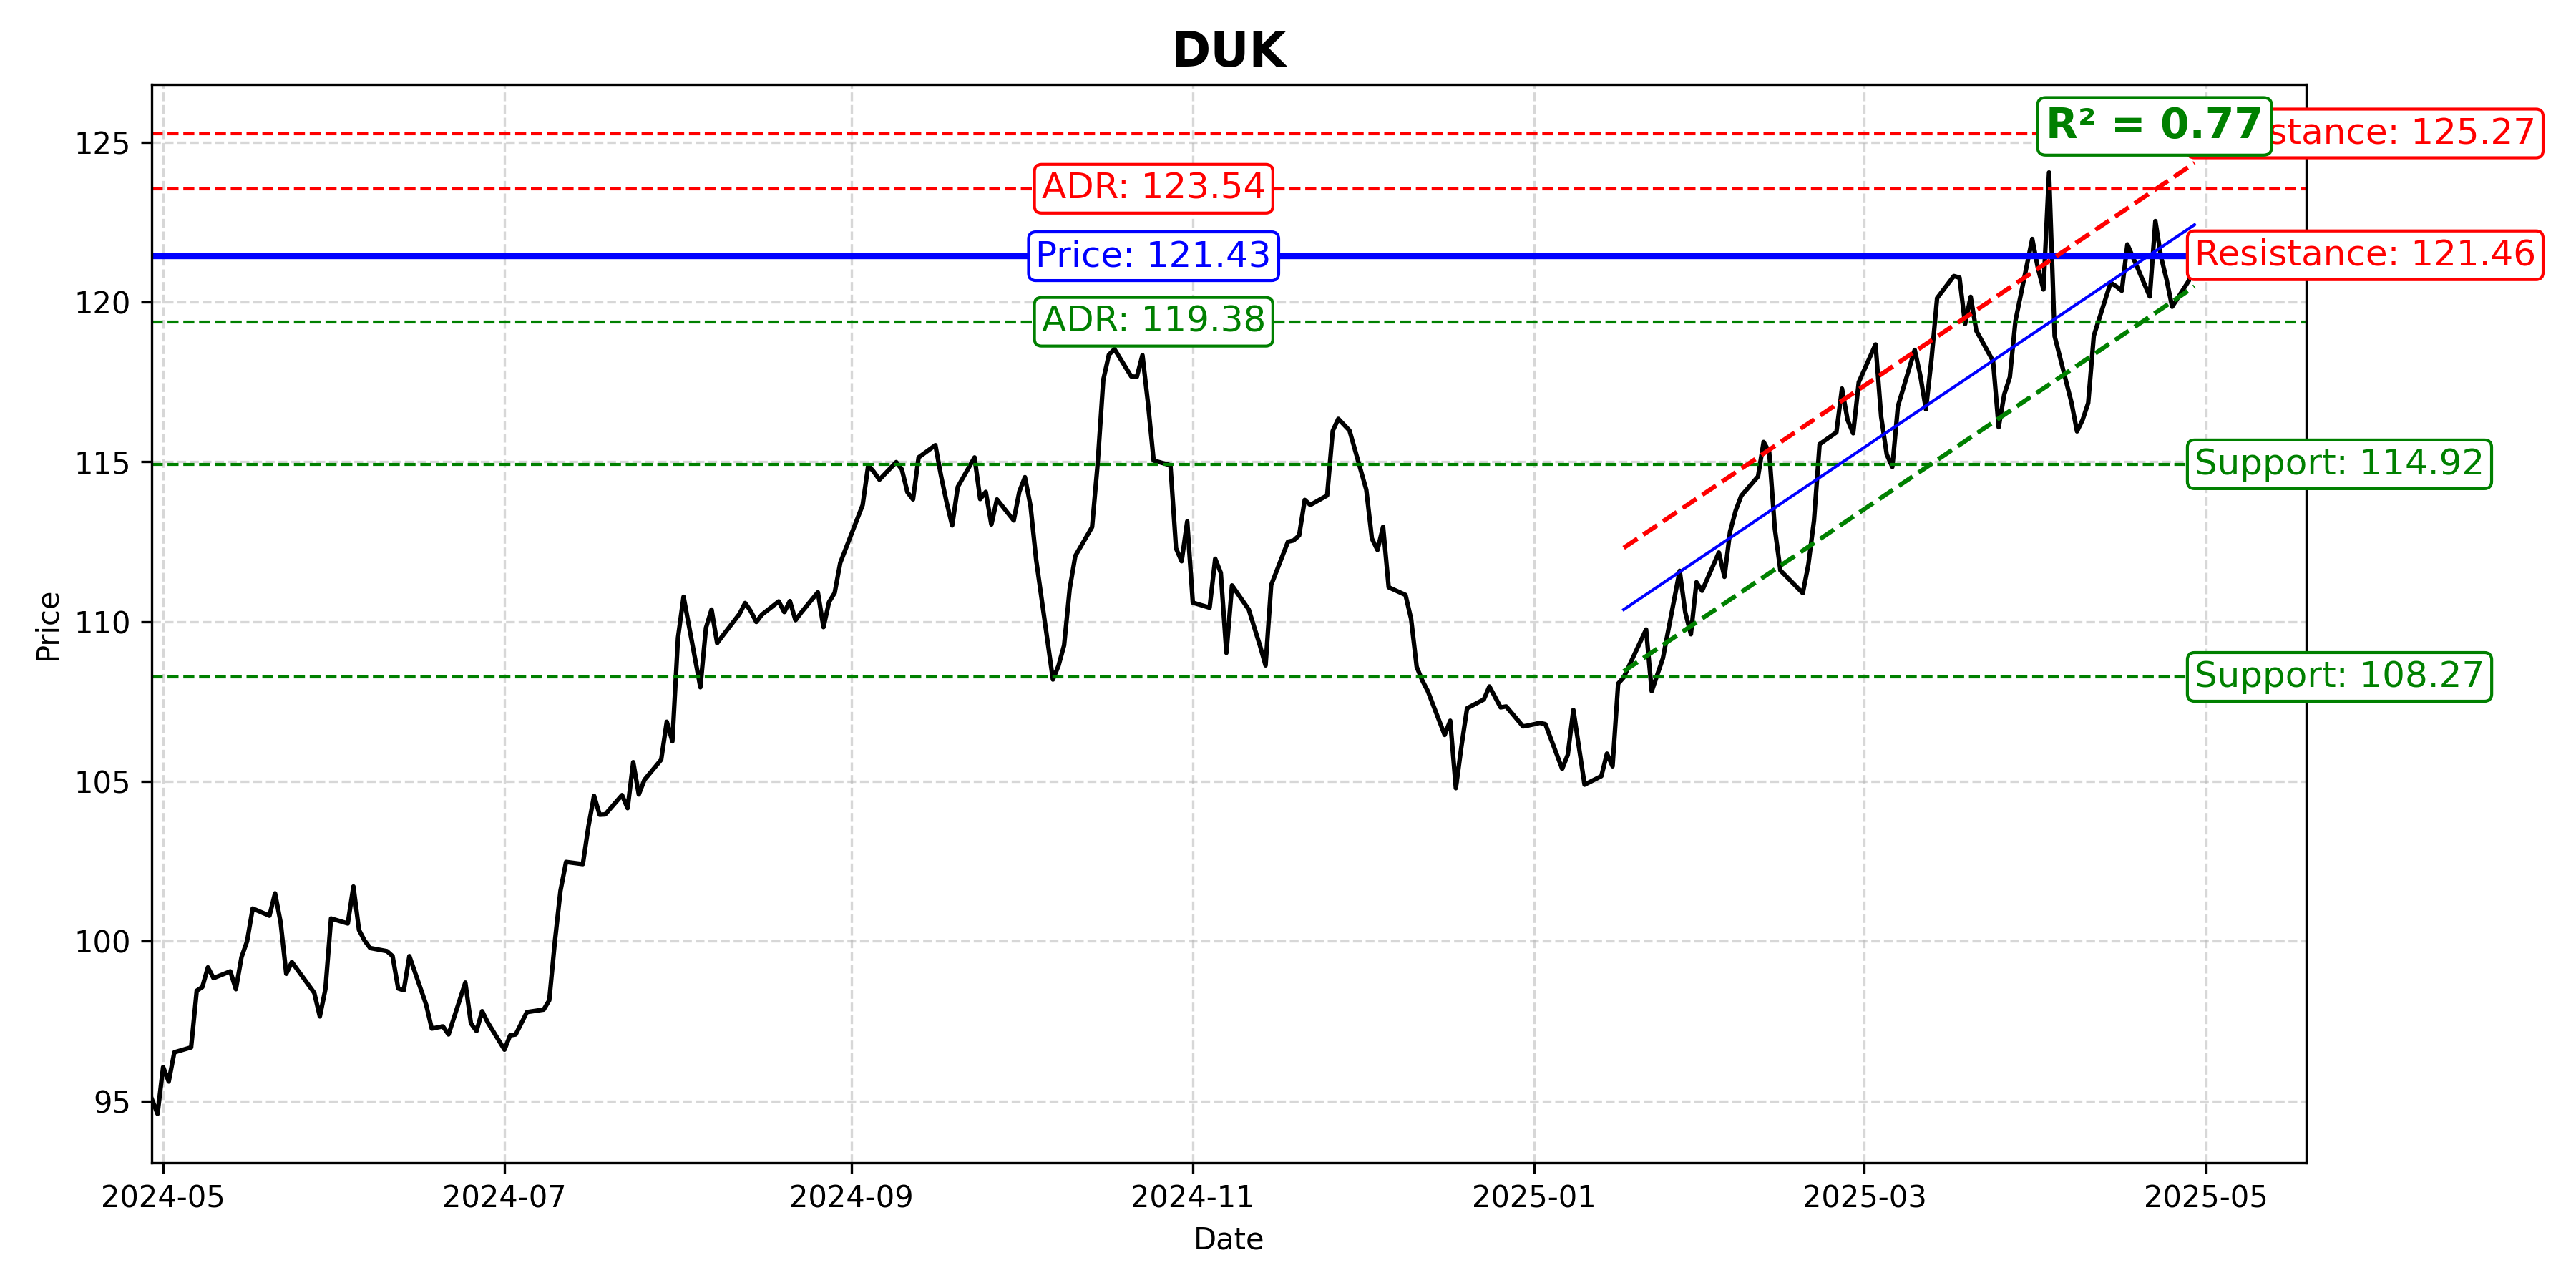 DUK
R² = 0.77
stance: 125.27
ADR: 123.54
Price: 121.43
Resistance: 121.46
ADR: 119.38
Support: 114.92
Support: 108.27
Price
125
120
115
110
105
100
95
2024-05
2024-07
2024-09
2024-11
2025-01
2025-03
2025-05
Date